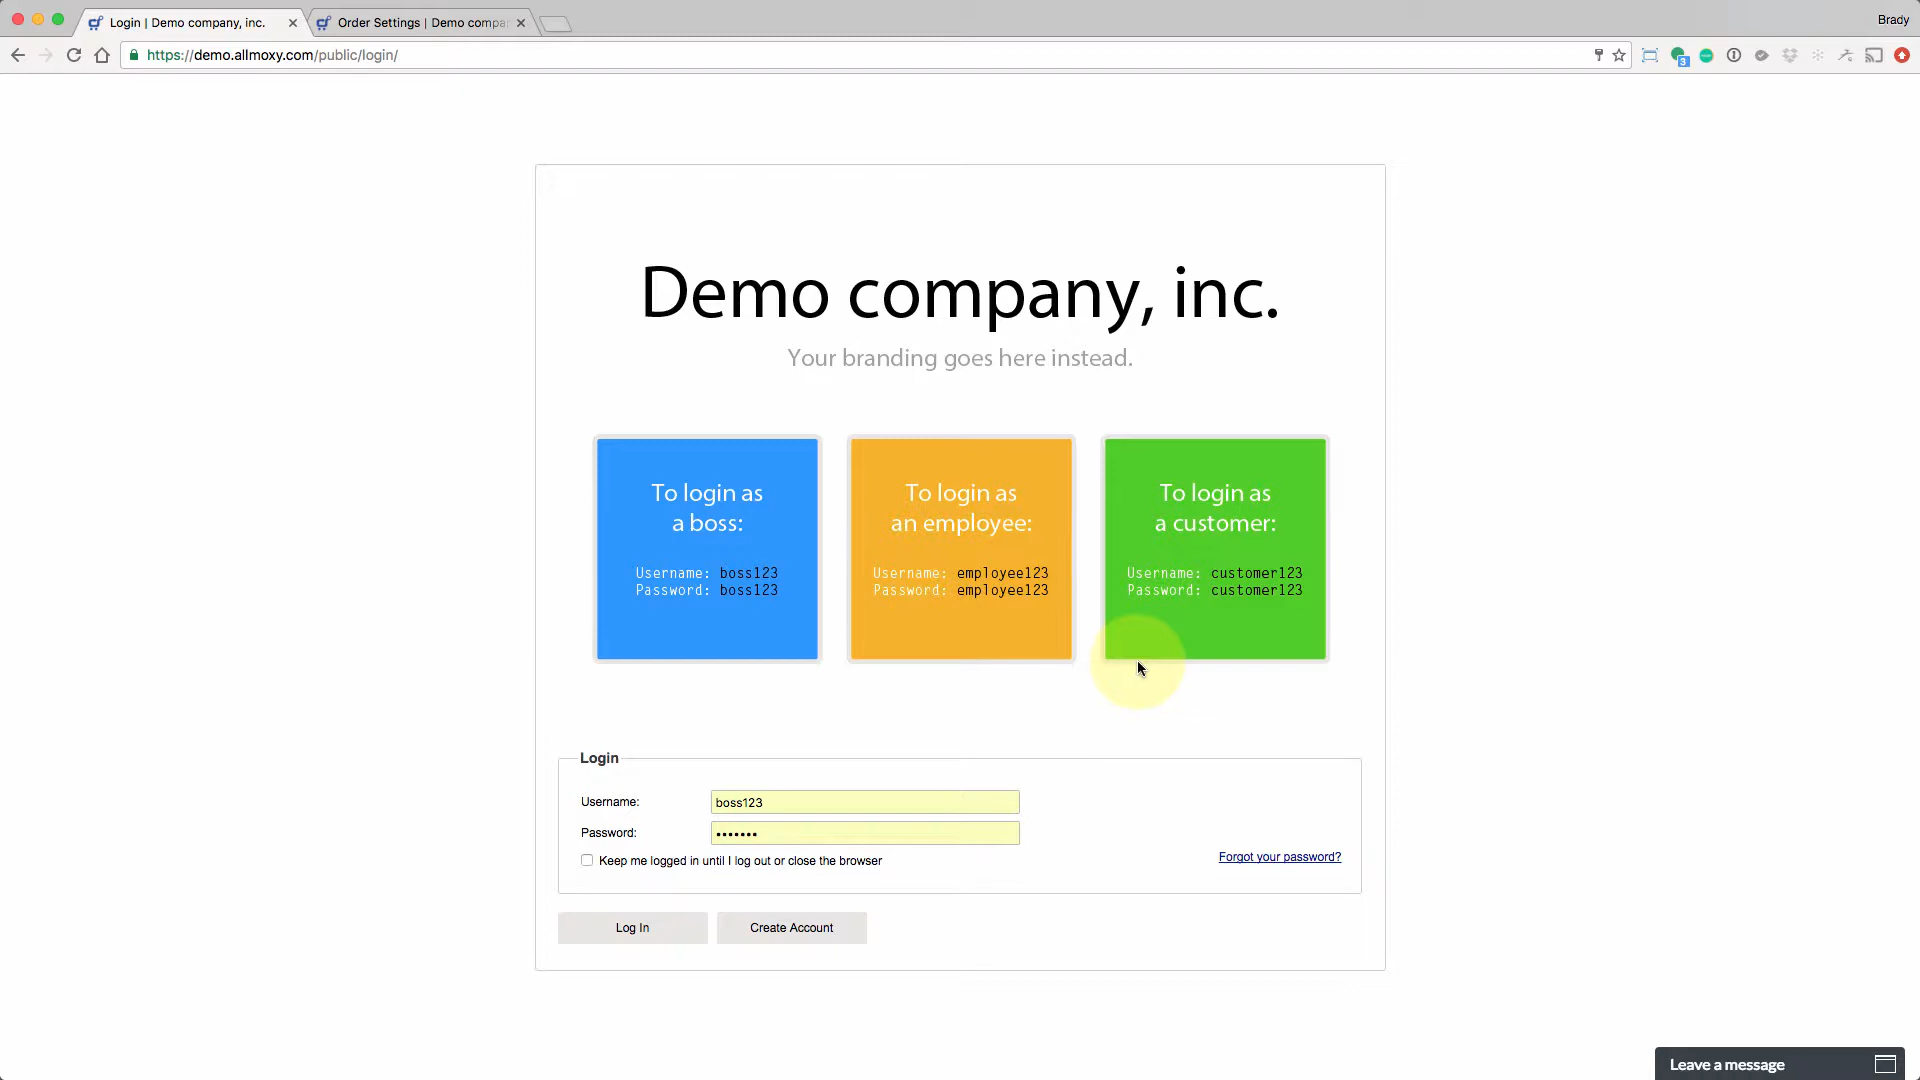 Login | Demo company, inc.
Order Settings | Demo compa
Brady
https://demo.allmoxy.com/public/login/
3
Demo company, inc.
Your branding goes here instead.
To login as
a boss:
Username: boss123
Password: boss123
To login as
an employee:
Username: employee123
Password: employee123
To login as
a customer:
Username: customer123
Password: customer123
Login
Username:
boss123
Password:
•••••••
Keep me logged in until I log out or close the browser
Forgot your password?
Log In
Create Account
Leave a message